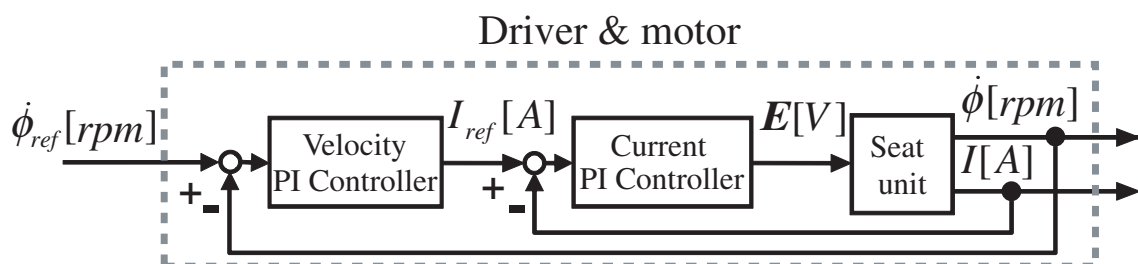 Driver & motor
ϕ̇ref[rpm]
Velocity
PI Controller
Iref[A]
Current
PI Controller
E[V]
Seat
unit
ϕ̇[rpm]
I[A]
+
-
+
-